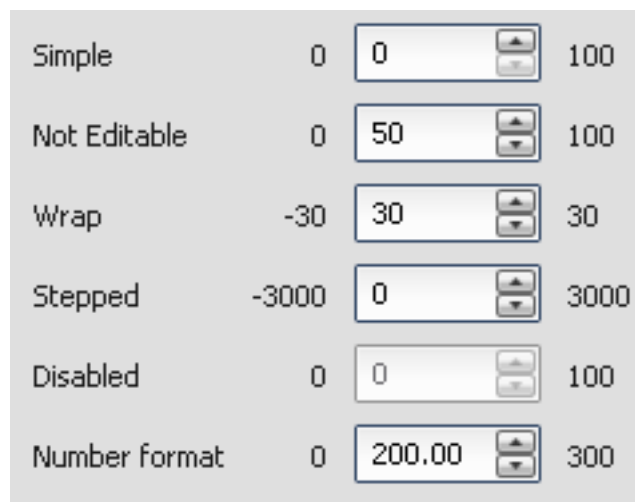 Simple 0 0 100
Not Editable 0 50 100
Wrap -30 30 30
Stepped -3000 0 3000
Disabled 0 0 100
Number format 0 200.00 300